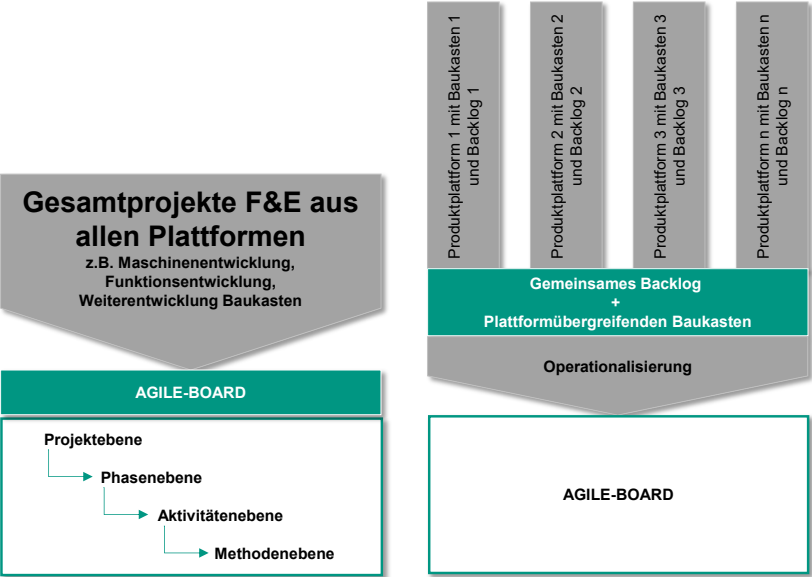 Gesamtprojekte F&E aus
allen Plattformen
z.B. Maschinenentwicklung,
Funktionsentwicklung,
Weiterentwicklung Baukasten
AGILE-BOARD
Projektebene
Phasenebene
Aktivitätenebene
Methodenebene
Produktplattform 1 mit Baukasten 1
und Backlog 1
Produktplattform 2 mit Baukasten 2
und Backlog 2
Produktplattform 3 mit Baukasten 3
und Backlog 3
Produktplattform n mit Baukasten n
und Backlog n
Gemeinsames Backlog
+
Plattformübergreifenden Baukasten
Operationalisierung
AGILE-BOARD